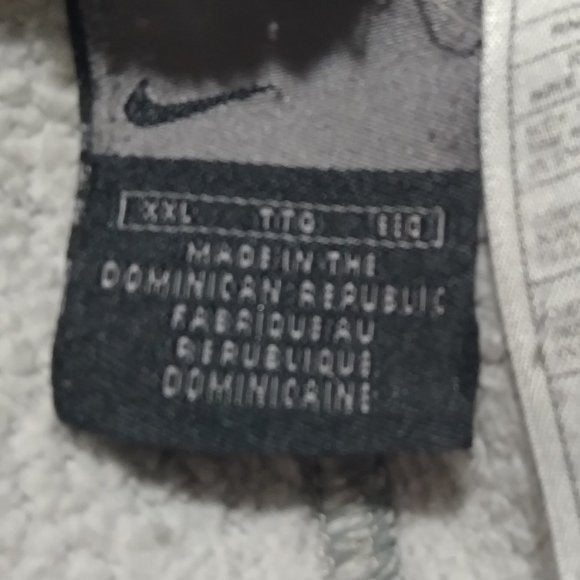 XXL TTG EEG
MADE IN THE
DOMINICAN REPUBLIC
FABRIQUE AU
REPUBLIQUE
DOMINICAINE